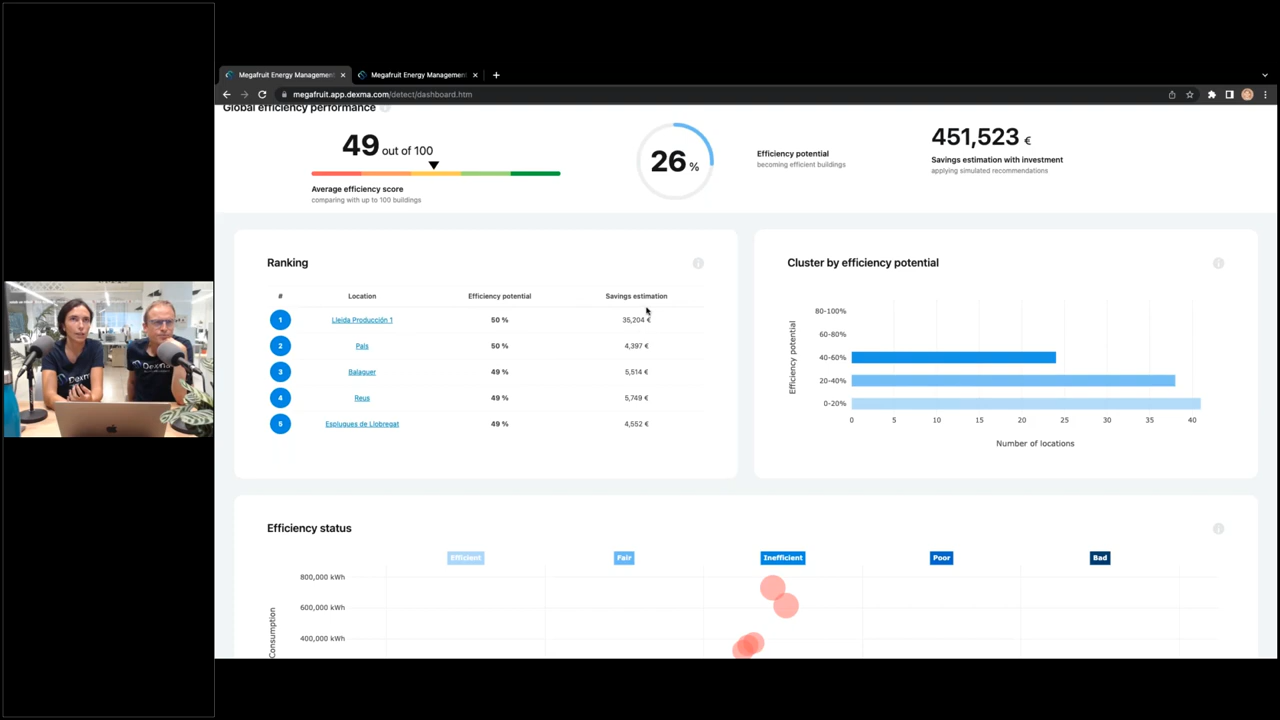 Megafruit Energy Management
Megafruit Energy Management
megafruit.app.dexma.com/detect/dashboard.htm
Global efficiency performance
49 out of 100
Average efficiency score
comparing with up to 100 buildings
26 %
Efficiency potential
becoming efficient buildings
451,523 €
Savings estimation with investment
applying simulated recommendations
Ranking
# Location Efficiency potential Savings estimation
1 Lleida Producción 1 50 % 35,204 €
2 Pals 50 % 4,397 €
3 Balaguer 49 % 5,514 €
4 Reus 49 % 5,749 €
5 Esplugues de Llobregat 49 % 4,552 €
Cluster by efficiency potential
Efficiency potential
80-100%
60-80%
40-60%
20-40%
0-20%
0 5 10 15 20 25 30 35 40
Number of locations
Efficiency status
Efficient Fair Inefficient Poor Bad
Consumption
800,000 kWh
600,000 kWh
400,000 kWh
Dexma
Dexma